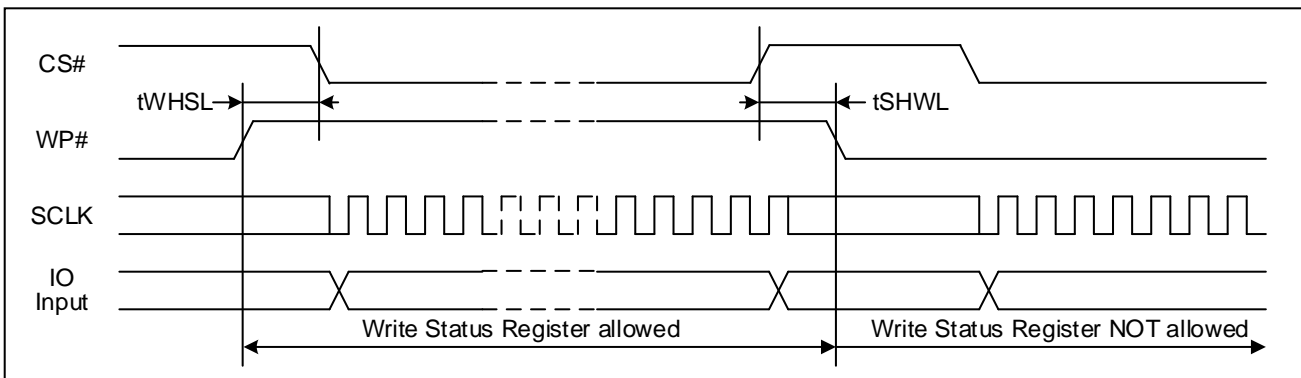 CS#
tWHSL
tSHWL
WP#
SCLK
IO
Input
Write Status Register allowed
Write Status Register NOT allowed